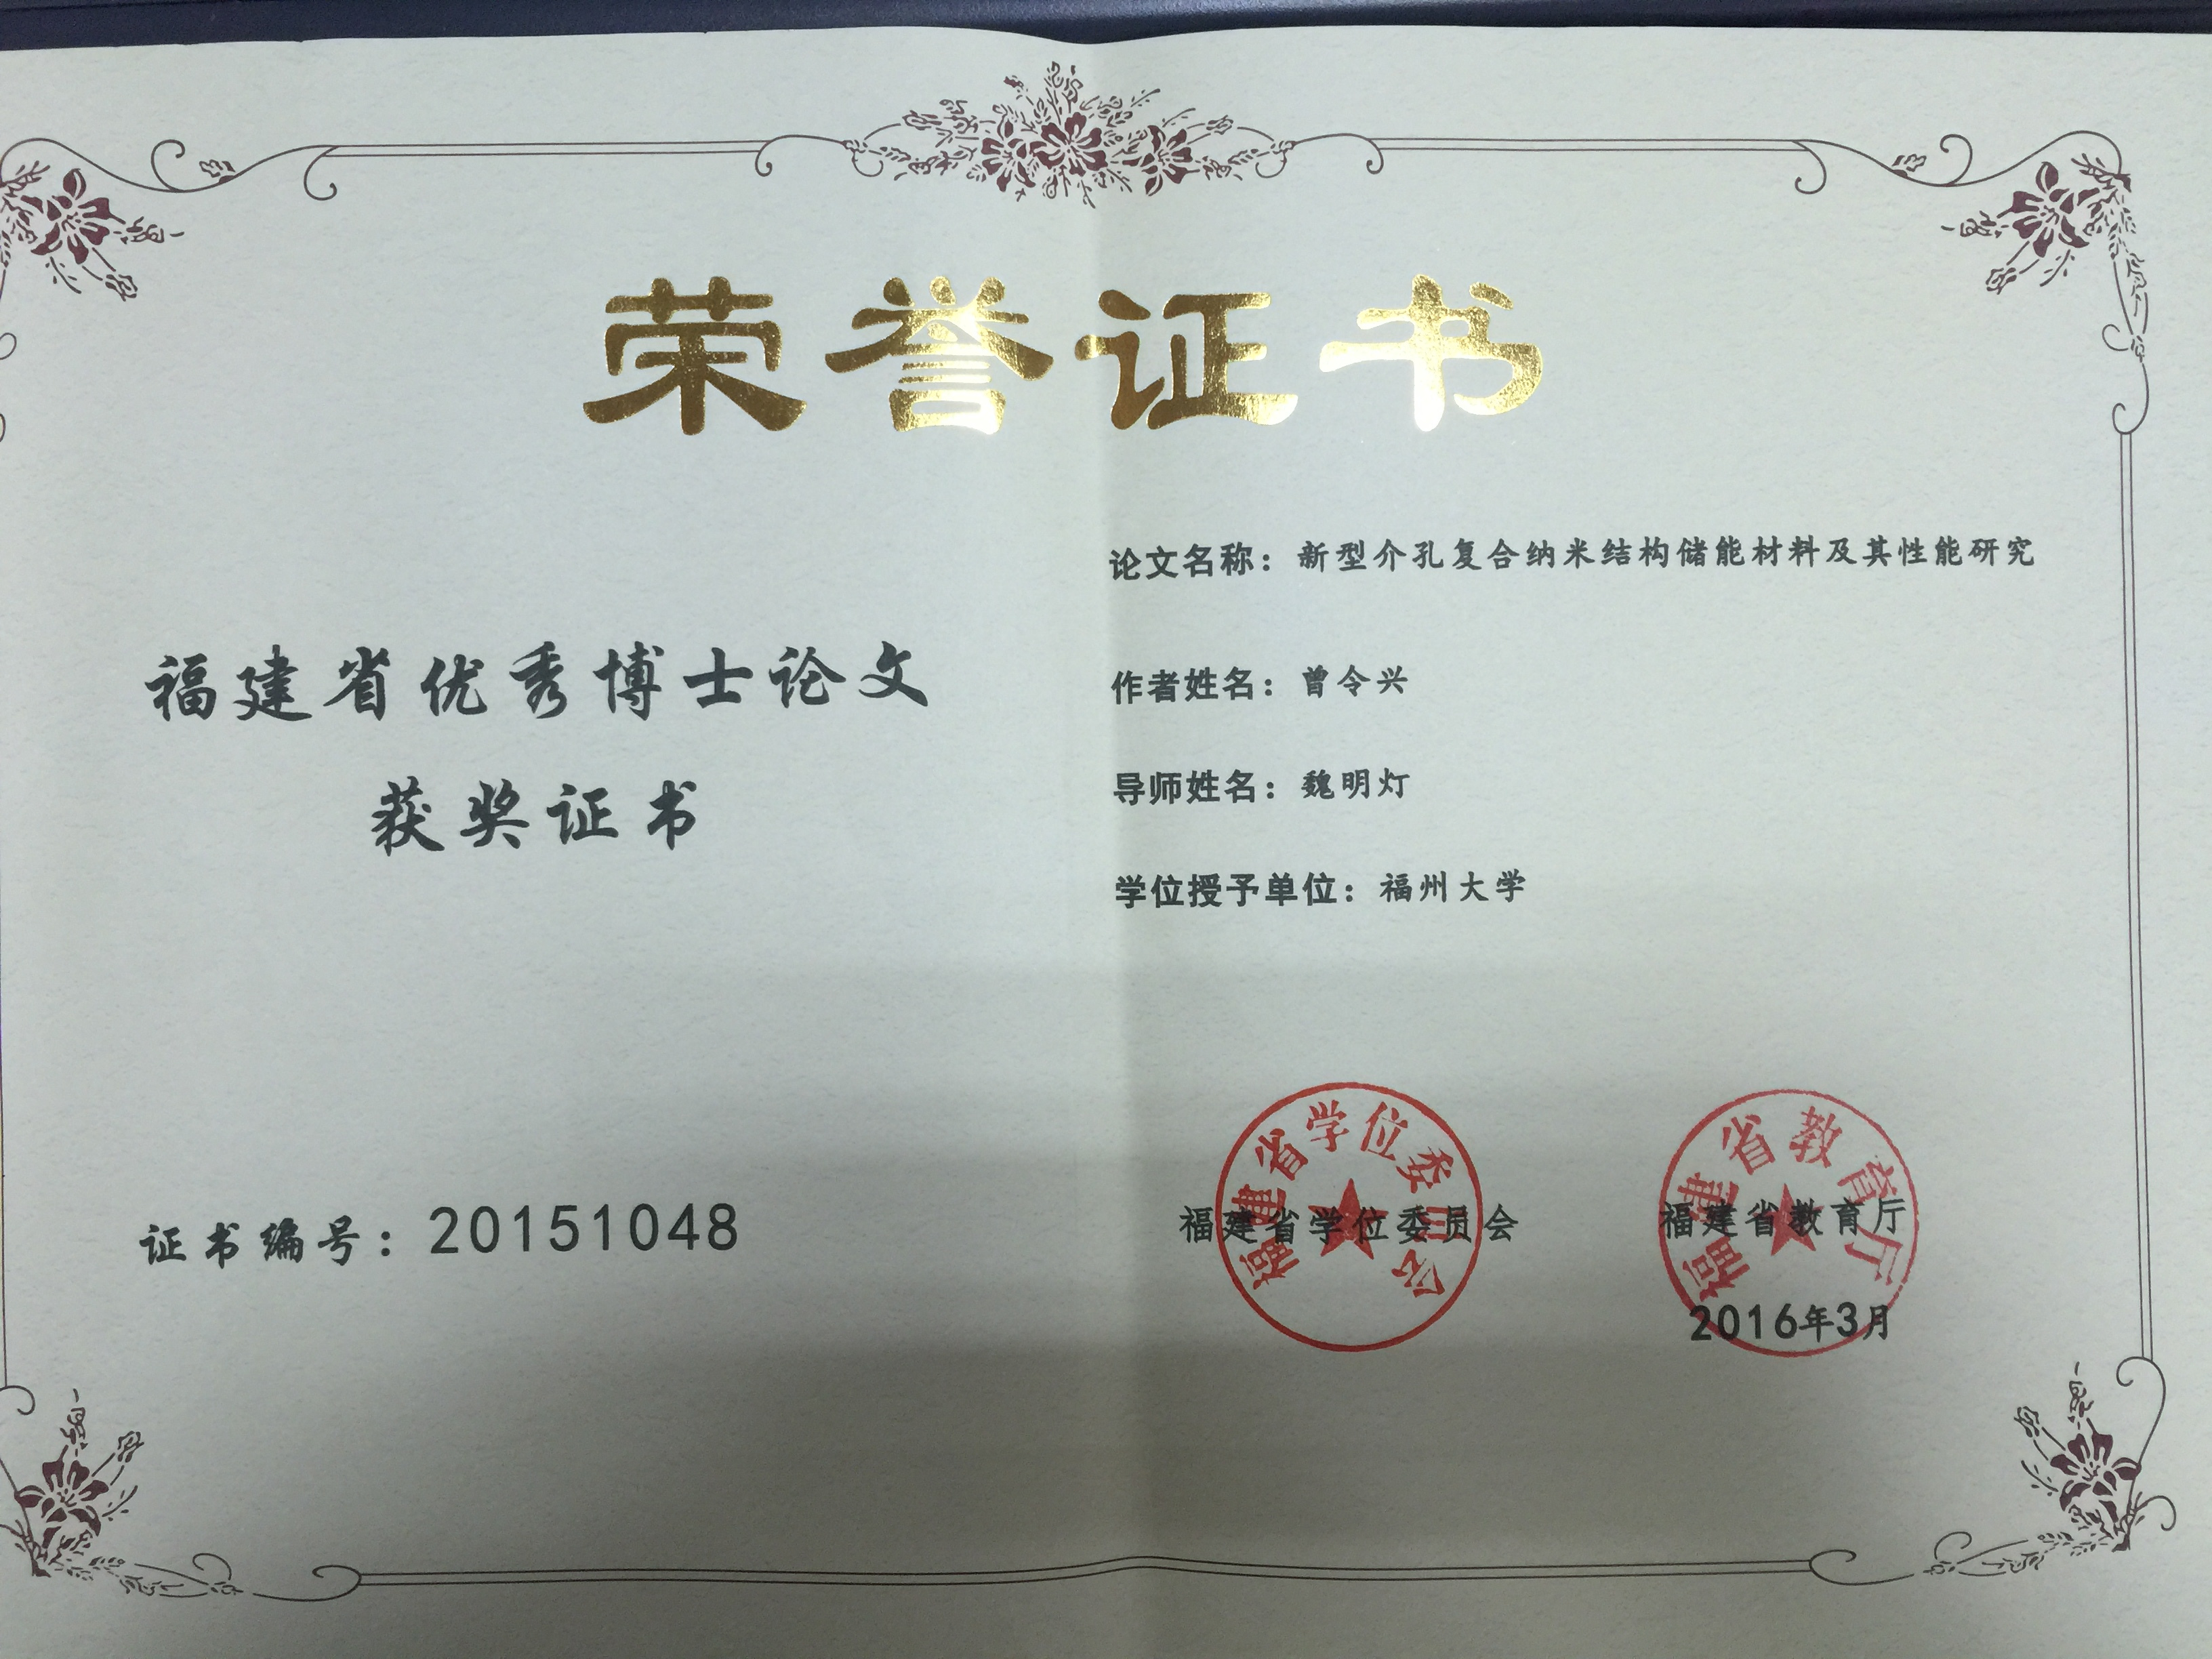 荣誉证书
福建省优秀博士论文
获奖证书
证书编号：20151048
论文名称：新型介孔复合纳米结构储能材料及其性能研究
作者姓名：曾令兴
导师姓名：魏明灯
学位授予单位：福州大学
福建省学位委员会
福建省学位委员会
福建省教育厅
福建省教育厅
2016年3月